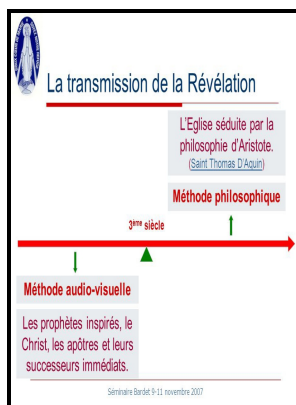 La transmission de la Révélation
L'Eglise séduite par la
philosophie d'Aristote.
(Saint Thomas D'Aquin)
Méthode philosophique
3ème siècle
Méthode audio-visuelle
Les prophètes inspirés, le
Christ, les apôtres et leurs
successeurs immédiats.
Séminaire Bardet 9-11 novembre 2007